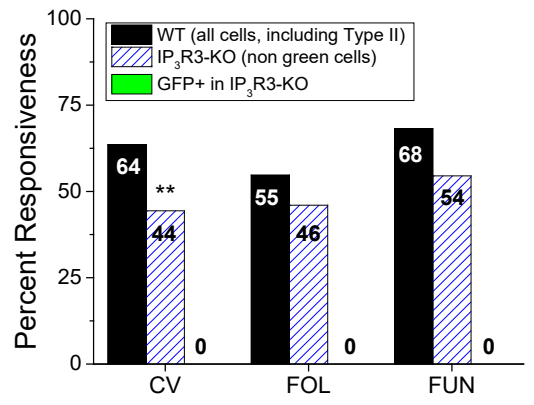 Percent Responsiveness
100
75
50
25
0
WT (all cells, including Type II)
IP3R3-KO (non green cells)
GFP+ in IP3R3-KO
64
**
44
0
55
46
0
68
54
0
CV
FOL
FUN